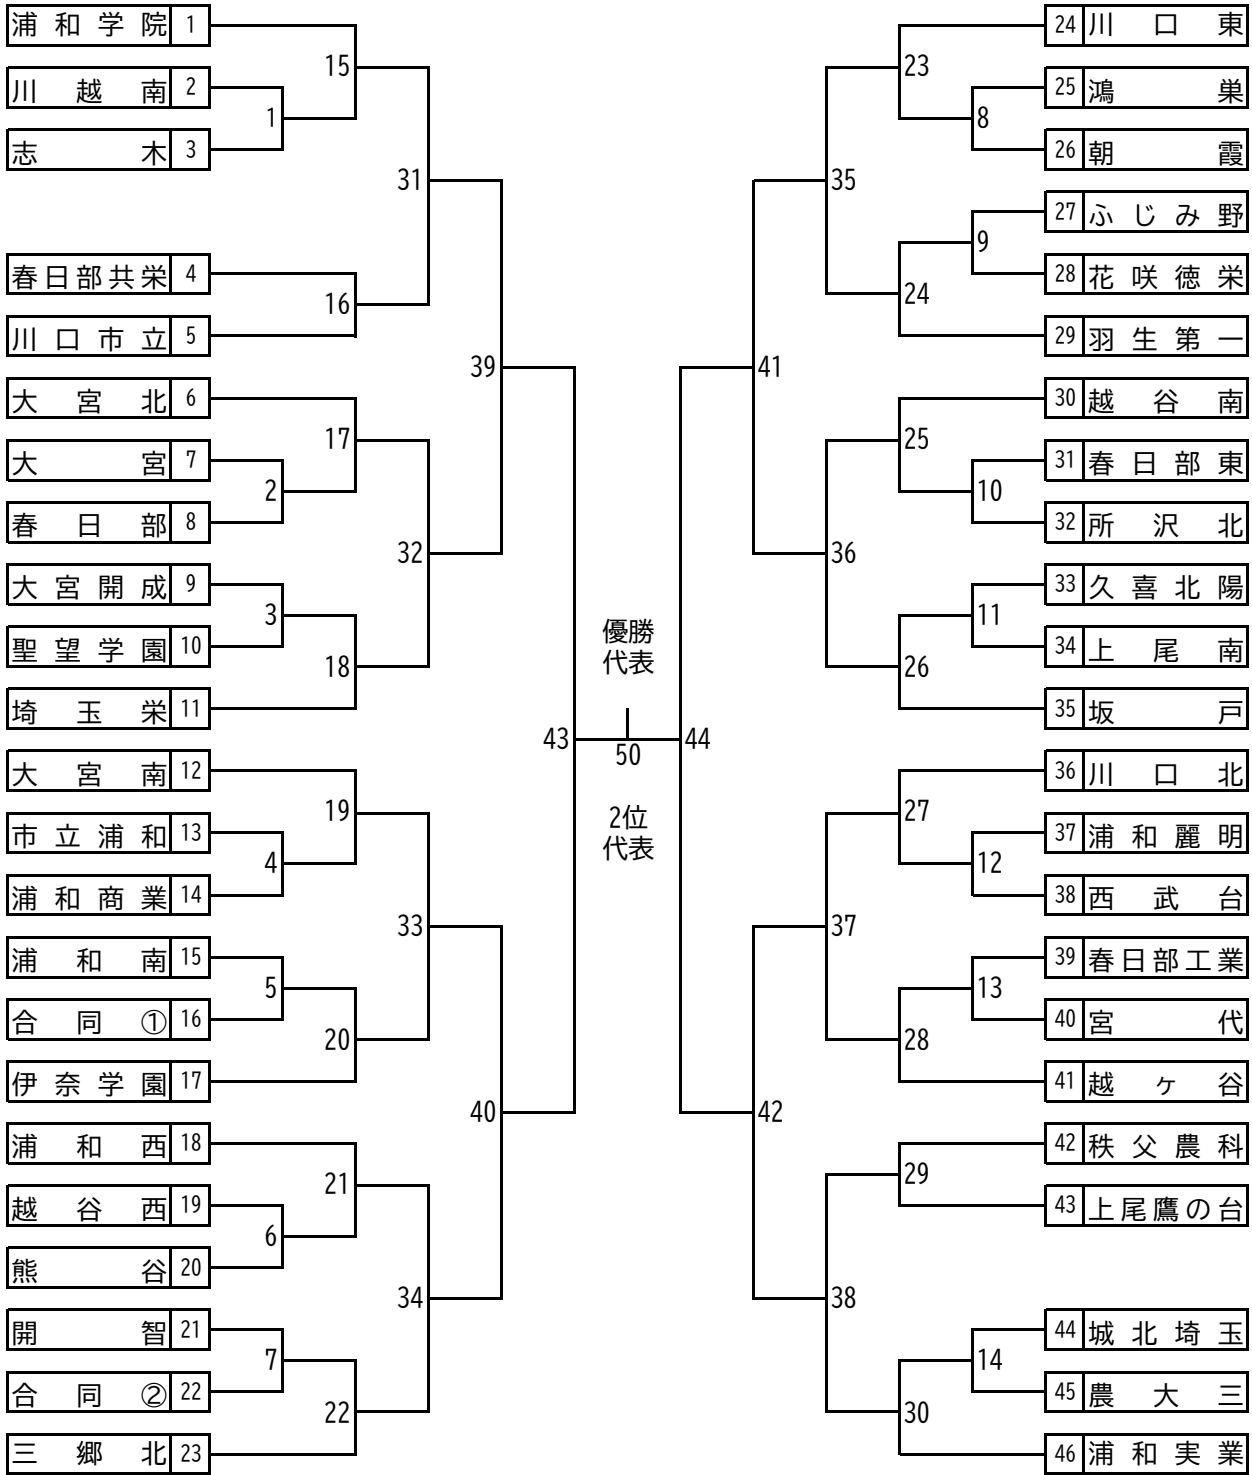 浦和学院 1
川越南 2
志木 3
春日部共栄 4
川口市立 5
大宮北 6
大宮 7
春日部 8
大宮開成 9
聖望学園 10
埼玉栄 11
大宮南 12
市立浦和 13
浦和商業 14
浦和南 15
合同① 16
伊奈学園 17
浦和西 18
越谷西 19
熊谷 20
開智 21
合同② 22
三郷北 23
1
2
3
4
5
6
7
15
16
17
18
19
20
21
22
31
32
33
34
39
40
43
優勝
代表
50
2位
代表
44
41
42
35
36
37
38
23
24
25
26
27
28
29
30
8
9
10
11
12
13
14
24 川口東
25 鴻巣
26 朝霞
27 ふじみ野
28 花咲徳栄
29 羽生第一
30 越谷南
31 春日部東
32 所沢北
33 久喜北陽
34 上尾南
35 坂戸
36 川口北
37 浦和麗明
38 西武台
39 春日部工業
40 宮代
41 越ヶ谷
42 秩父農科
43 上尾鷹の台
44 城北埼玉
45 農大三
46 浦和実業